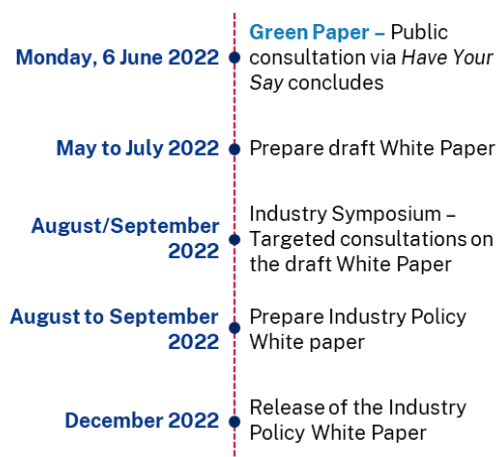 Monday, 6 June 2022
Green Paper – Public
consultation via Have Your
Say concludes
May to July 2022
Prepare draft White Paper
August/September
2022
Industry Symposium –
Targeted consultations on
the draft White Paper
August to September
2022
Prepare Industry Policy
White paper
December 2022
Release of the Industry
Policy White Paper